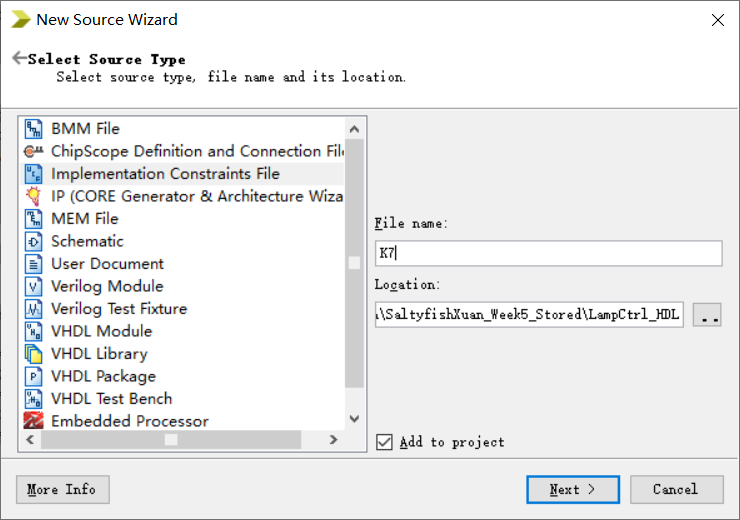 New Source Wizard
Select Source Type
Select source type, file name and its location.
BMM File
ChipScope Definition and Connection File
Implementation Constraints File
IP (CORE Generator & Architecture Wiza
MEM File
Schematic
User Document
Verilog Module
Verilog Test Fixture
VHDL Module
VHDL Library
VHDL Package
VHDL Test Bench
Embedded Processor
File name:
K7
Location:
\SaltyfishXuan_Week5_Stored\LampCtrl_HDL
..
Add to project
More Info
Next >
Cancel